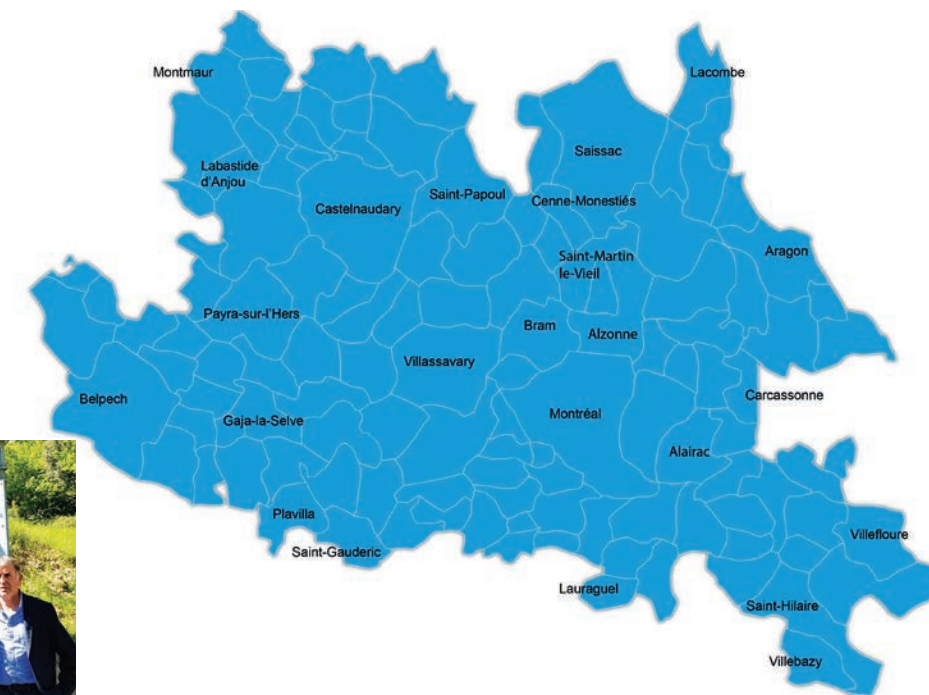 Montmaur
Lacombe
Saissac
Labastide
d'Anjou
Saint-Papoul
Cenne-Monestiés
Castelnaudary
Aragon
Saint-Martin
le-Vieil
Payra-sur-l'Hers
Bram
Alzonne
Villassavary
Carcassonne
Belpech
Montréal
Gaja-la-Selve
Alairac
Plavilla
Villefloure
Saint-Gauderic
Lauraguel
Saint-Hilaire
Villebazy